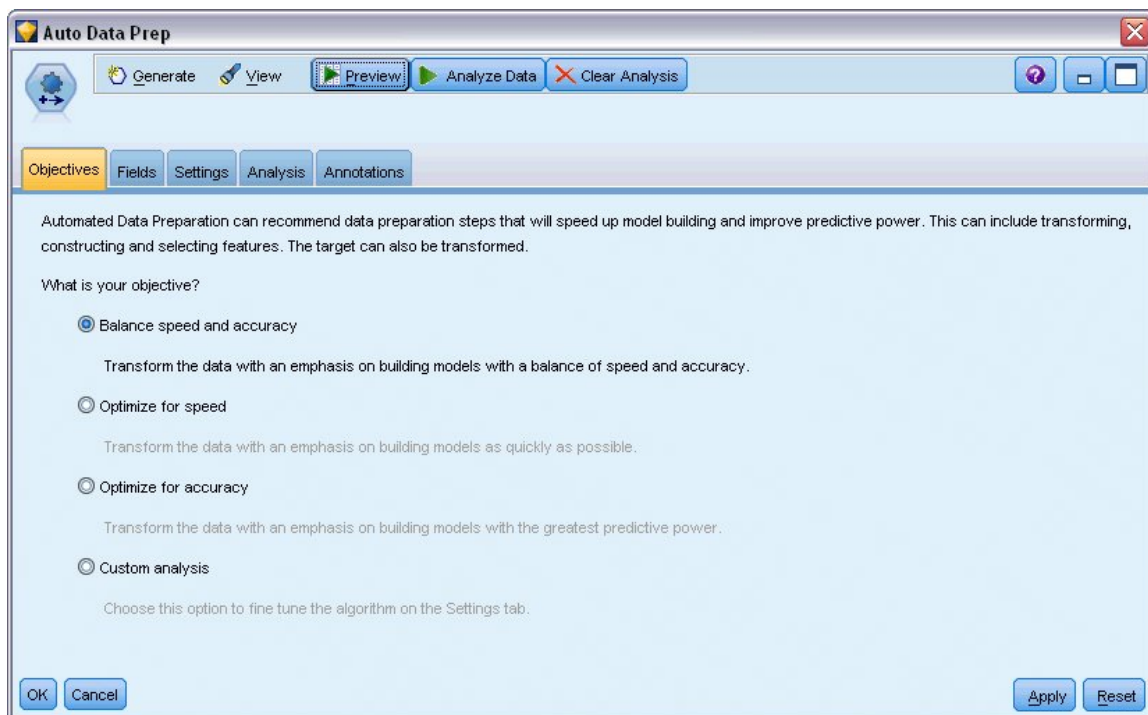 Auto Data Prep
Generate View Preview Analyze Data Clear Analysis
Objectives Fields Settings Analysis Annotations
Automated Data Preparation can recommend data preparation steps that will speed up model building and improve predictive power. This can include transforming,
constructing and selecting features. The target can also be transformed.
What is your objective?
Balance speed and accuracy
Transform the data with an emphasis on building models with a balance of speed and accuracy.
Optimize for speed
Transform the data with an emphasis on building models as quickly as possible.
Optimize for accuracy
Transform the data with an emphasis on building models with the greatest predictive power.
Custom analysis
Choose this option to fine tune the algorithm on the Settings tab.
OK Cancel Apply Reset